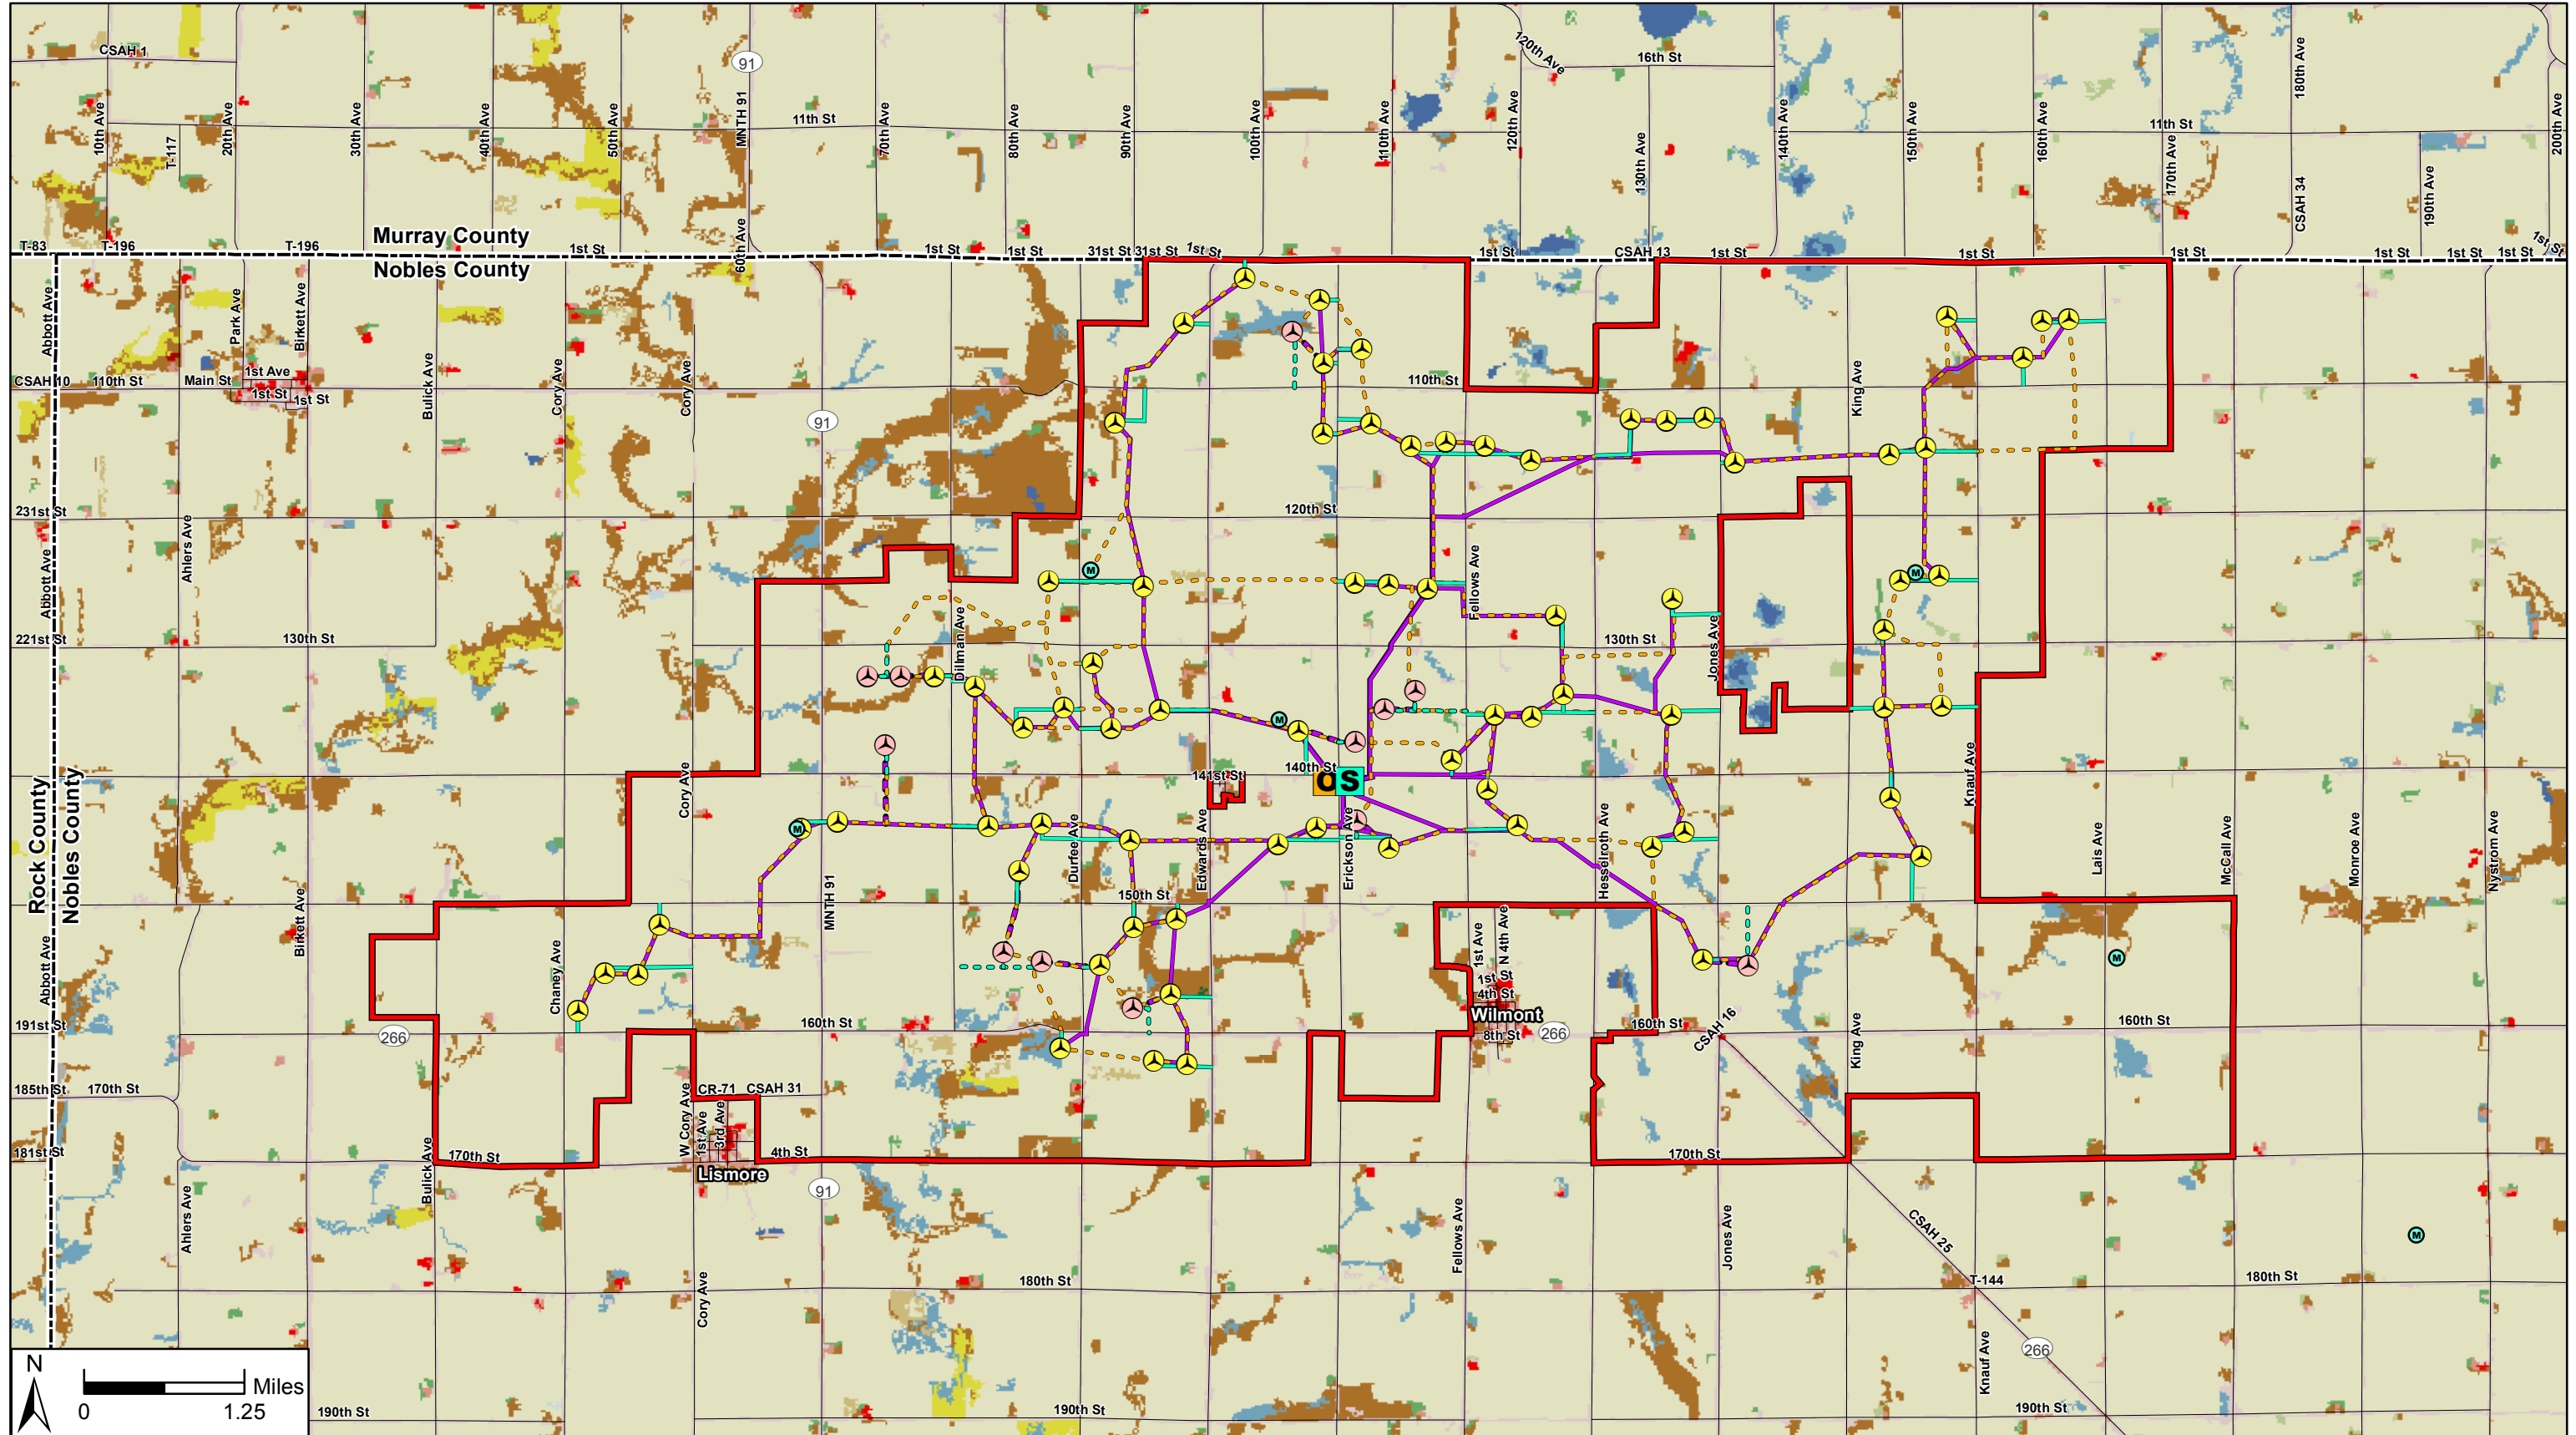 CSAH 1
91
120th Ave
16th St
180th Ave
10th Ave
T-117
20th Ave
30th Ave
40th Ave
50th Ave
MNTH 91
11th St
70th Ave
80th Ave
90th Ave
100th Ave
110th Ave
120th Ave
130th Ave
140th Ave
150th Ave
160th Ave
11th St
170th Ave
CSAH 34
190th Ave
200th Ave
60th Ave
Murray County
T-83
T-196
T-196
1st St
1st St
1st St
31st St
31st St
1st St
1st St
CSAH 13
1st St
1st St
1st St
1st St
1st St
1st St
1st St
Nobles County
Abbott Ave
Park Ave
Birkett Ave
CSAH 10
110th St
Main St
1st Ave
1st St
1st St
Bulick Ave
Cory Ave
Cory Ave
91
110th St
King Ave
231st St
120th St
Ahlers Ave
Abbott Ave
M
M
Fellows Ave
221st St
130th St
Dillman Ave
130th St
Jones Ave
M
Rock County
Nobles County
Cory Ave
141st St
140th St
O
S
Knauf Ave
M
MNTH 91
Durfee Ave
Edwards Ave
Erickson Ave
Hesselroth Ave
Lais Ave
McCall Ave
Monroe Ave
Nystrom Ave
150th St
Birkett Ave
Abbott Ave
Chaney Ave
1st Ave
N 4th Ave
M
1st St
4th St
Wilmont
8th St
266
191st St
266
160th St
160th St
CSAH 16
King Ave
160th St
185th St
170th St
CR-71
CSAH 31
W Cory Ave
1st Ave
3rd Ave
181st St
170th St
4th St
170th St
Lismore
Bulick Ave
91
Ahlers Ave
Fellows Ave
Jones Ave
CSAH 25
M
Cory Ave
180th St
T-144
180th St
266
Knauf Ave
N
Miles
0
1.25
190th St
190th St
190th St